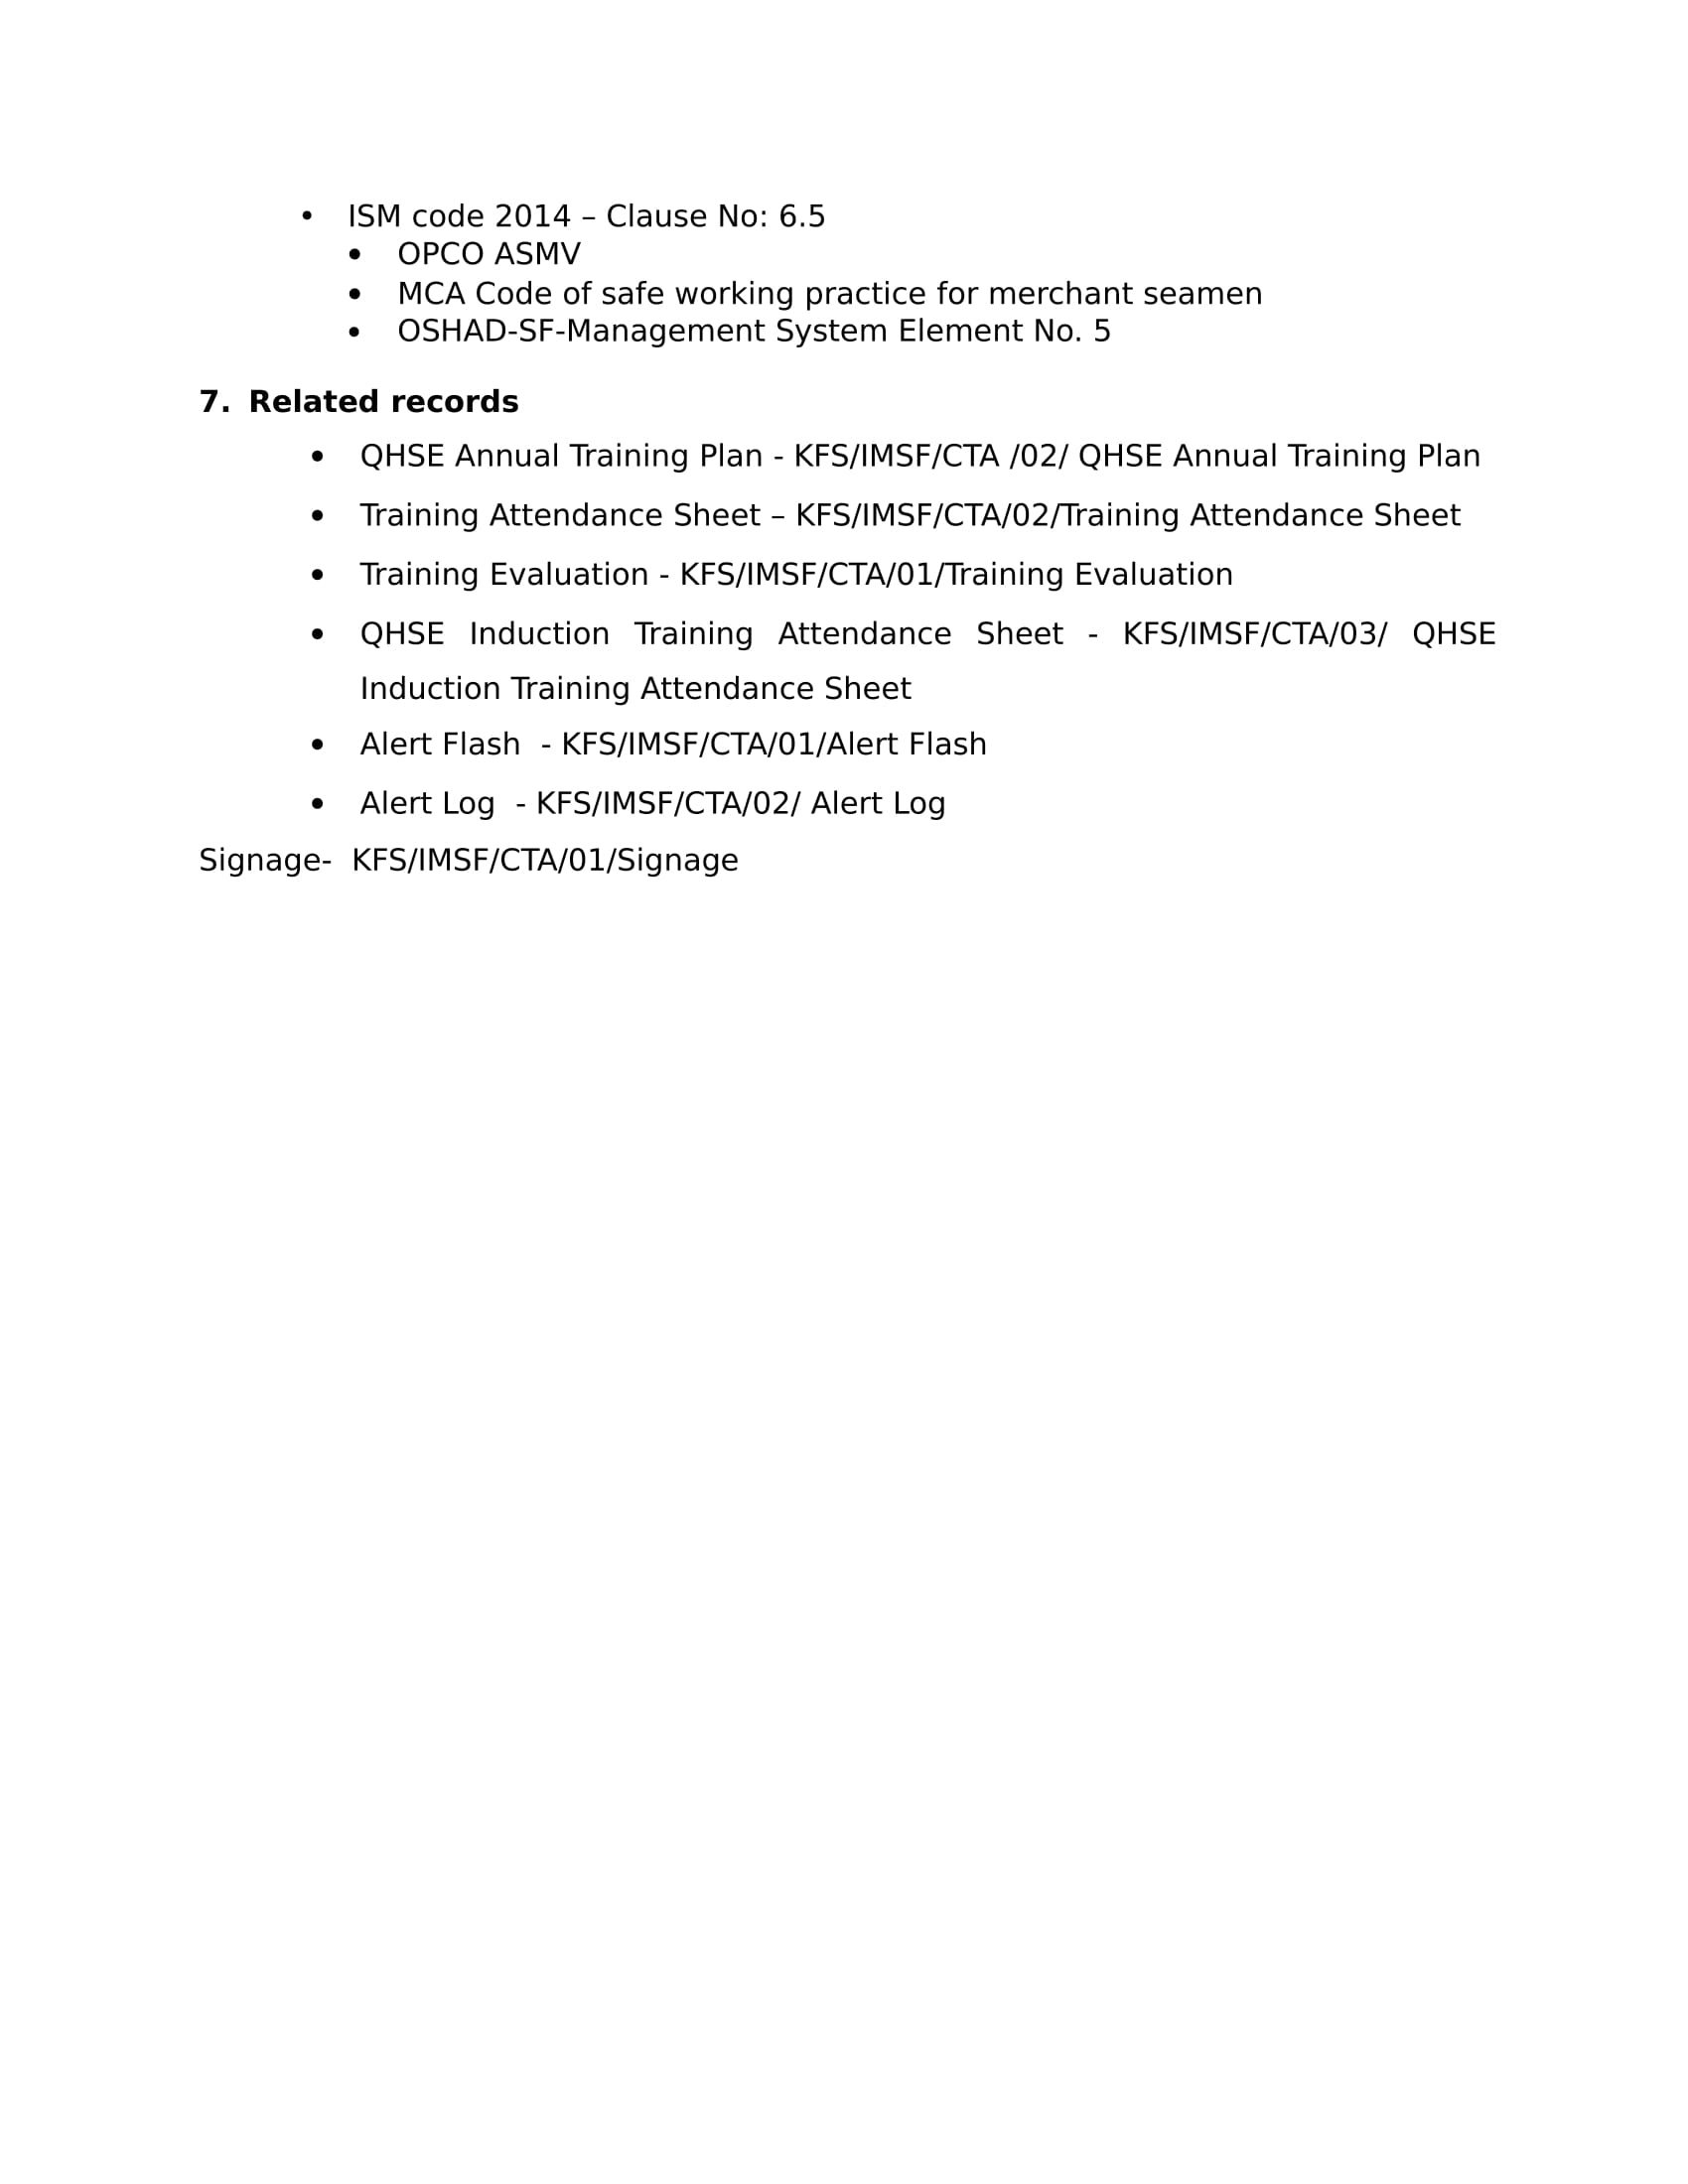 • ISM code 2014 – Clause No: 6.5
• OPCO ASMV
• MCA Code of safe working practice for merchant seamen
• OSHAD-SF-Management System Element No. 5
7. Related records
• QHSE Annual Training Plan - KFS/IMSF/CTA /02/ QHSE Annual Training Plan
• Training Attendance Sheet – KFS/IMSF/CTA/02/Training Attendance Sheet
• Training Evaluation - KFS/IMSF/CTA/01/Training Evaluation
• QHSE Induction Training Attendance Sheet - KFS/IMSF/CTA/03/ QHSE
Induction Training Attendance Sheet
• Alert Flash  - KFS/IMSF/CTA/01/Alert Flash
• Alert Log  - KFS/IMSF/CTA/02/ Alert Log
Signage-  KFS/IMSF/CTA/01/Signage